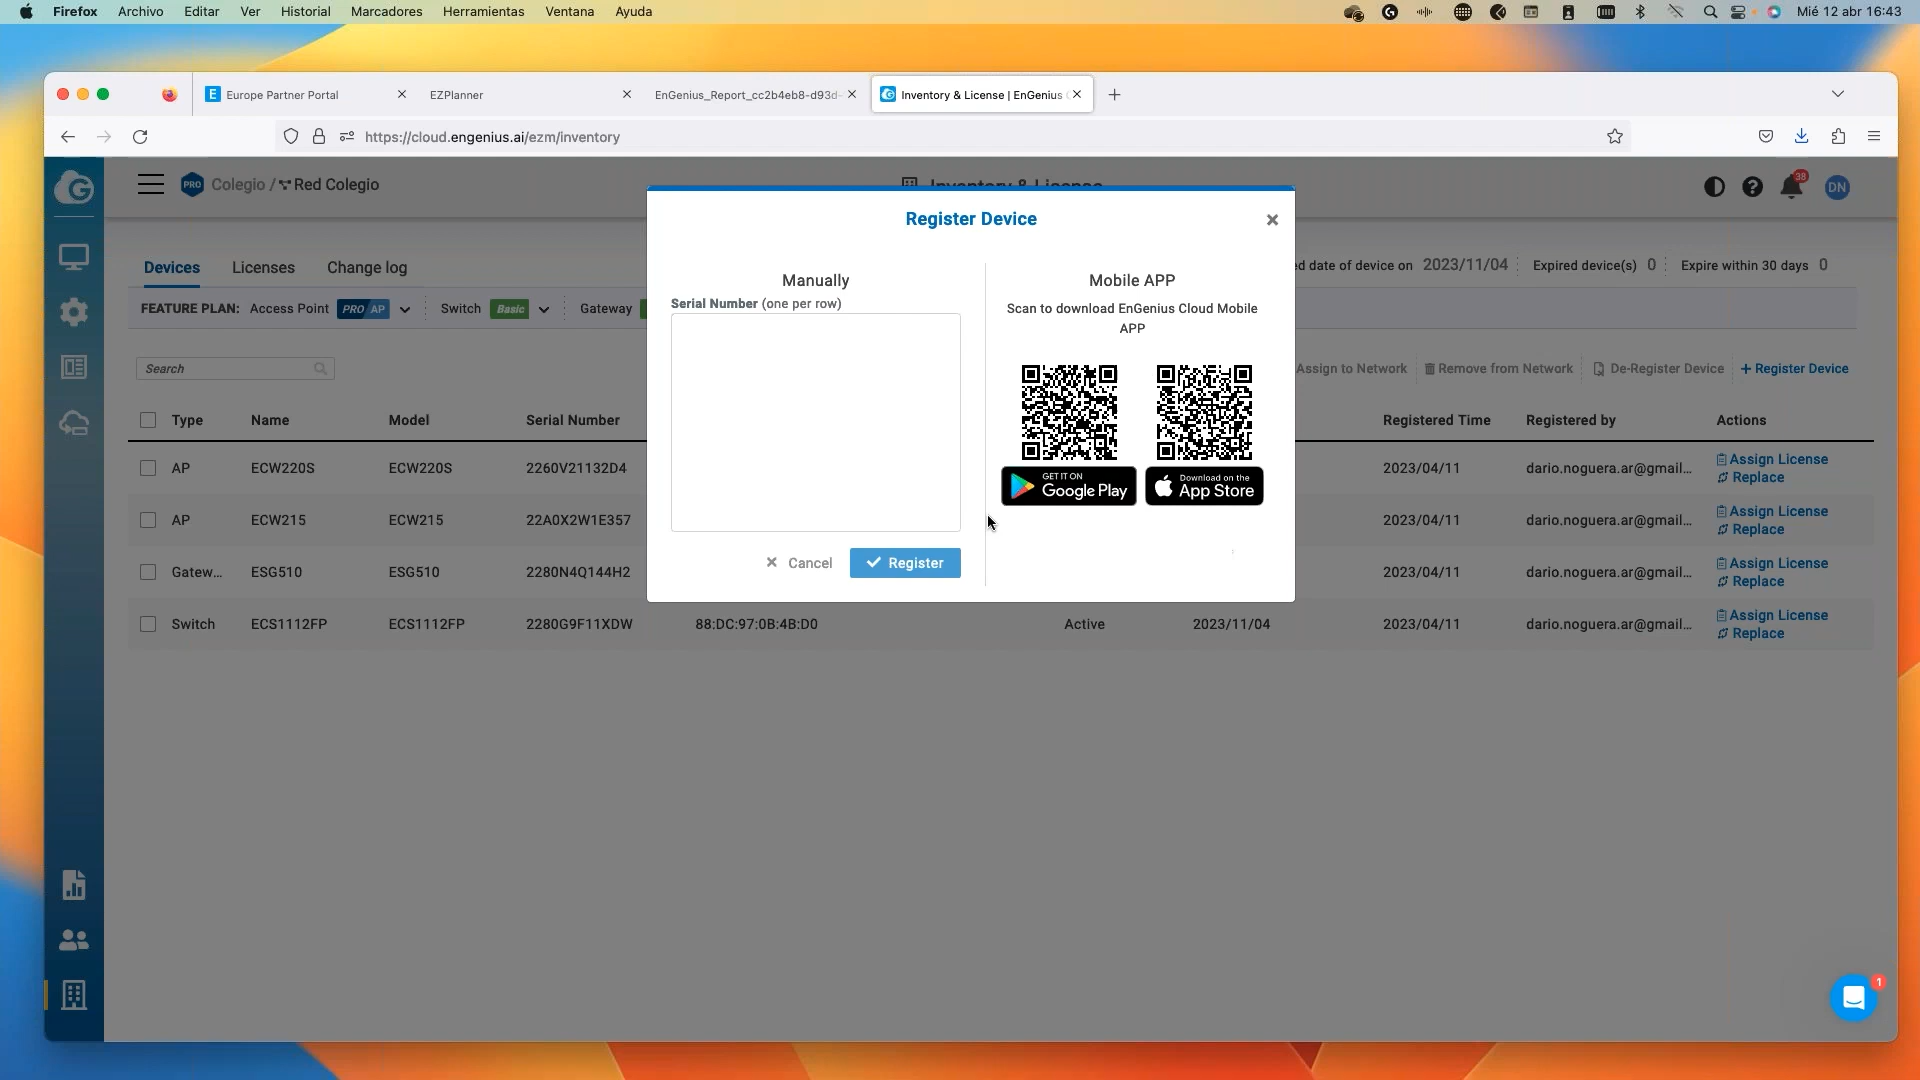 Firefox Archivo Editar Ver Historial Marcadores Herramientas Ventana Ayuda Mié 12 abr 16:43
Europe Partner Portal EZPlanner EnGenius_Report_cc2b4eb8-d93d- Inventory & License | EnGenius
https://cloud.engenius.ai/ezm/inventory
PRO Colegio / Red Colegio Inventory & License 38 DN
Register Device
Devices Licenses Change log
date of device on 2023/11/04 Expired device(s) 0 Expire within 30 days 0
FEATURE PLAN: Access Point PRO AP Switch Basic Gateway
Manually
Serial Number (one per row)
Mobile APP
Scan to download EnGenius Cloud Mobile
APP
GET IT ON
Google Play
Download on the
App Store
Cancel Register
Search
Assign to Network Remove from Network De-Register Device + Register Device
Type Name Model Serial Number Registered Time Registered by Actions
AP ECW220S ECW220S 2260V21132D4 2023/04/11 dario.noguera.ar@gmail... Assign License
Replace
AP ECW215 ECW215 22A0X2W1E357 2023/04/11 dario.noguera.ar@gmail... Assign License
Replace
Gatew... ESG510 ESG510 2280N4Q144H2 2023/04/11 dario.noguera.ar@gmail... Assign License
Replace
Switch ECS1112FP ECS1112FP 2280G9F11XDW 88:DC:97:0B:4B:D0 Active 2023/11/04 2023/04/11 dario.noguera.ar@gmail... Assign License
Replace
1